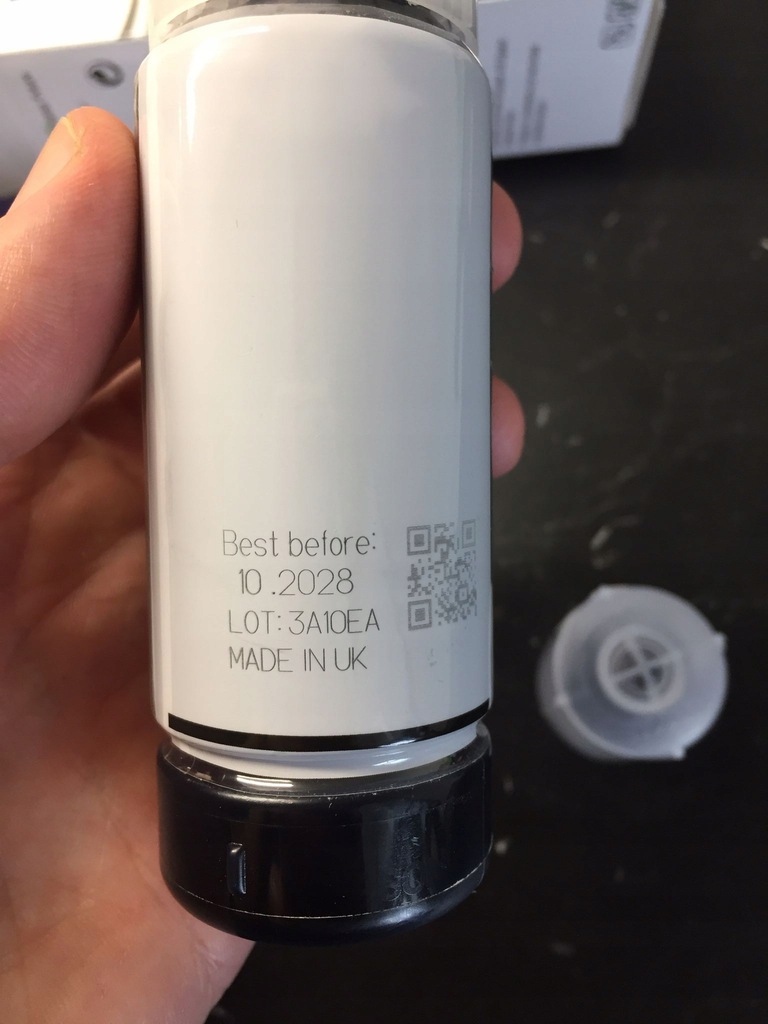 Best before:
10 .2028
LOT: 3A10EA
MADE IN UK